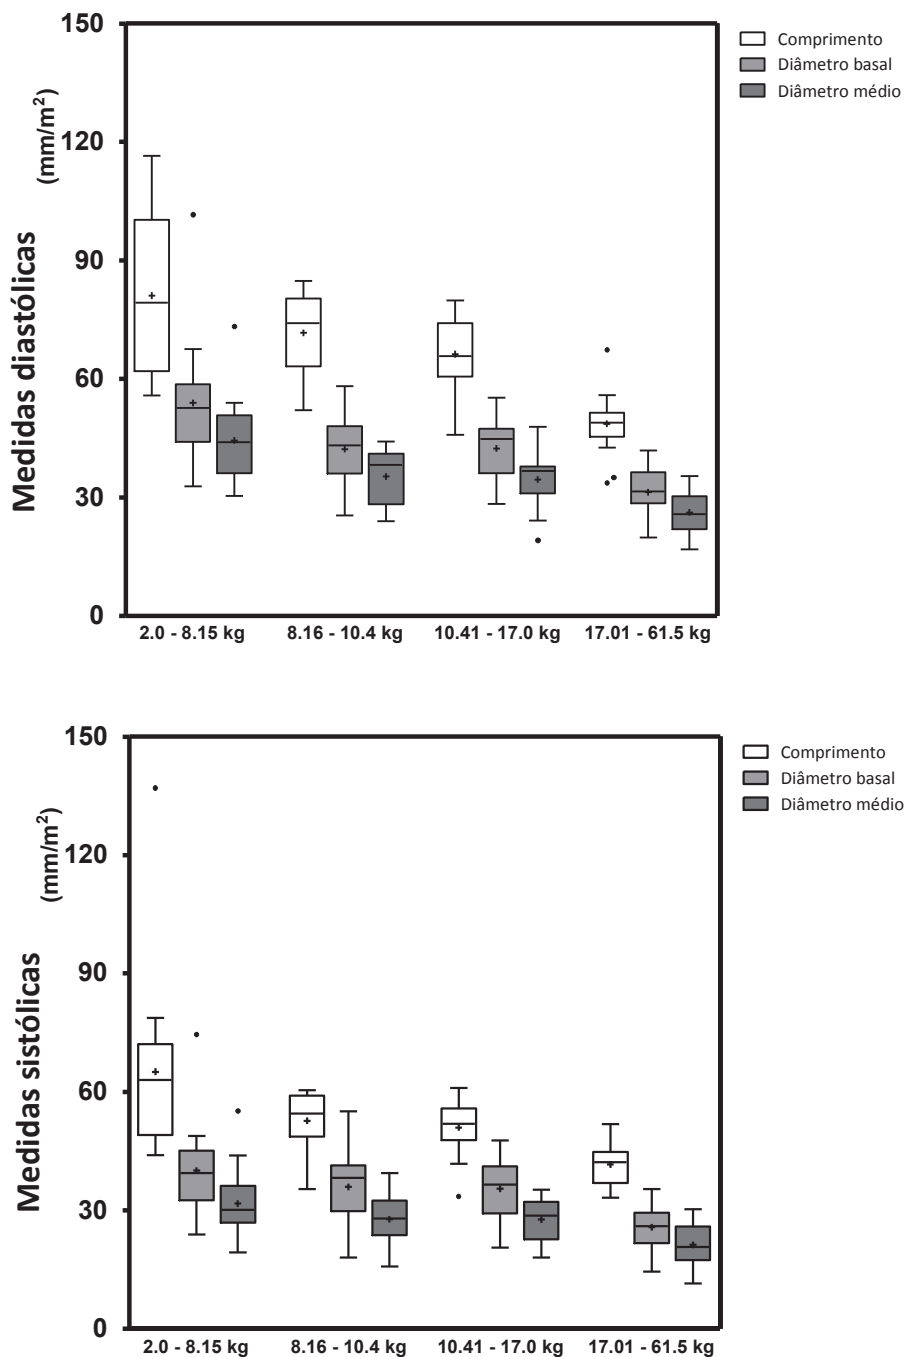 150
120
90
60
30
0
Medidas diastólicas
(mm/m²)
Comprimento
Diâmetro basal
Diâmetro médio
2.0 - 8.15 kg
8.16 - 10.4 kg
10.41 - 17.0 kg
17.01 - 61.5 kg
150
120
90
60
30
0
Medidas sistólicas
(mm/m²)
Comprimento
Diâmetro basal
Diâmetro médio
2.0 - 8.15 kg
8.16 - 10.4 kg
10.41 - 17.0 kg
17.01 - 61.5 kg